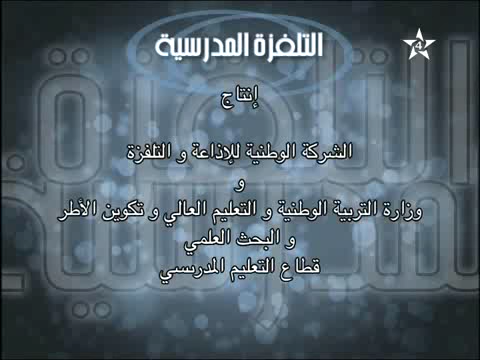 التلفزة المدرسية
4
إنتاج
الشركة الوطنية للإذاعة و التلفزة
و
وزارة التربية الوطنية و التعليم العالي و تكوين الأطر
و البحث العلمي
قطاع التعليم المدرسي